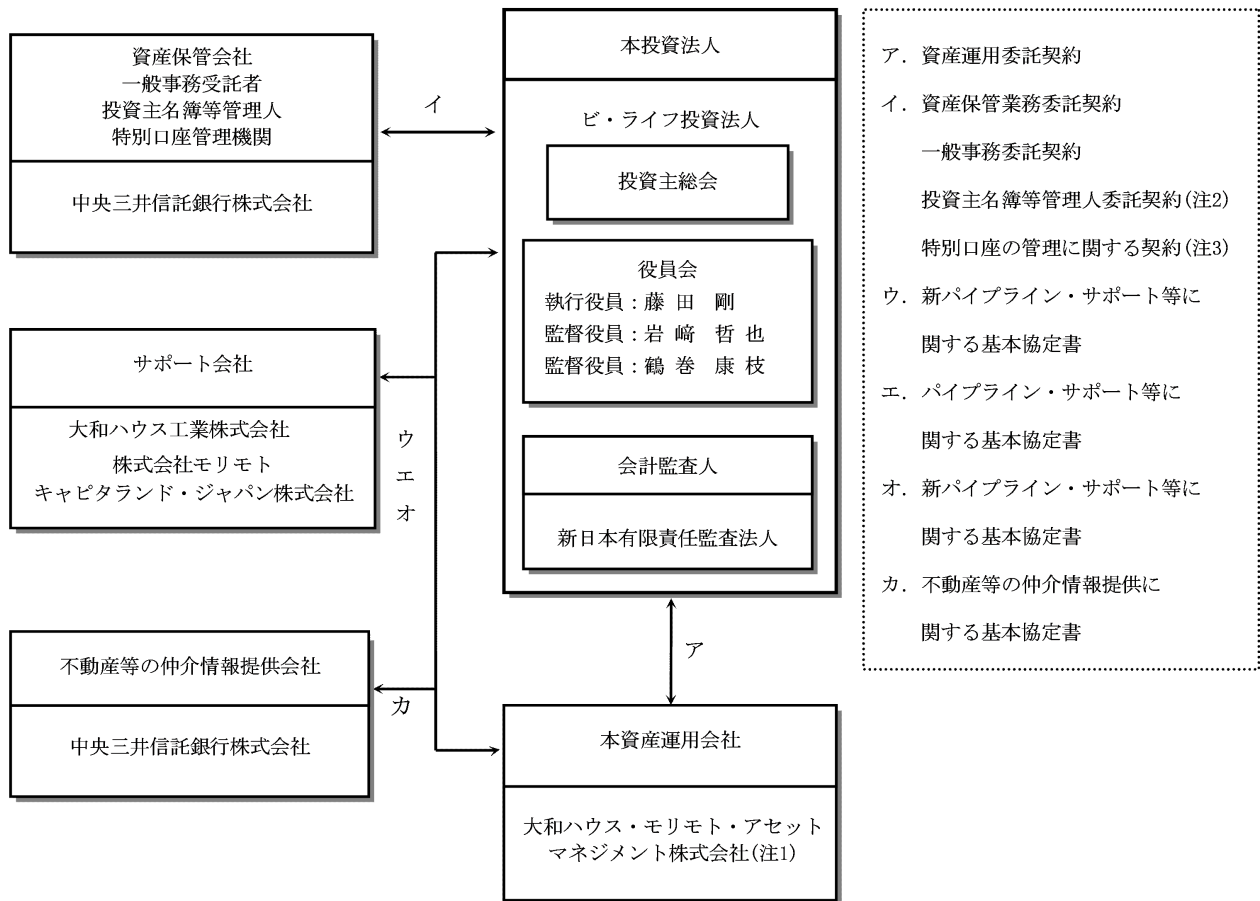 資産保管会社
一般事務受託者
投資主名簿等管理人
特別口座管理機関
中央三井信託銀行株式会社
イ
サポート会社
大和ハウス工業株式会社
株式会社モリモト
キャピタランド・ジャパン株式会社
ウ
エ
オ
不動産等の仲介情報提供会社
中央三井信託銀行株式会社
カ
本投資法人
ビ・ライフ投資法人
投資主総会
役員会
執行役員：藤 田 剛
監督役員：岩 﨑 哲 也
監督役員：鶴 巻 康 枝
会計監査人
新日本有限責任監査法人
ア
本資産運用会社
大和ハウス・モリモト・アセット
マネジメント株式会社(注1)
ア．資産運用委託契約
イ．資産保管業務委託契約
一般事務委託契約
投資主名簿等管理人委託契約(注2)
特別口座の管理に関する契約(注3)
ウ．新パイプライン・サポート等に
関する基本協定書
エ．パイプライン・サポート等に
関する基本協定書
オ．新パイプライン・サポート等に
関する基本協定書
カ．不動産等の仲介情報提供に
関する基本協定書